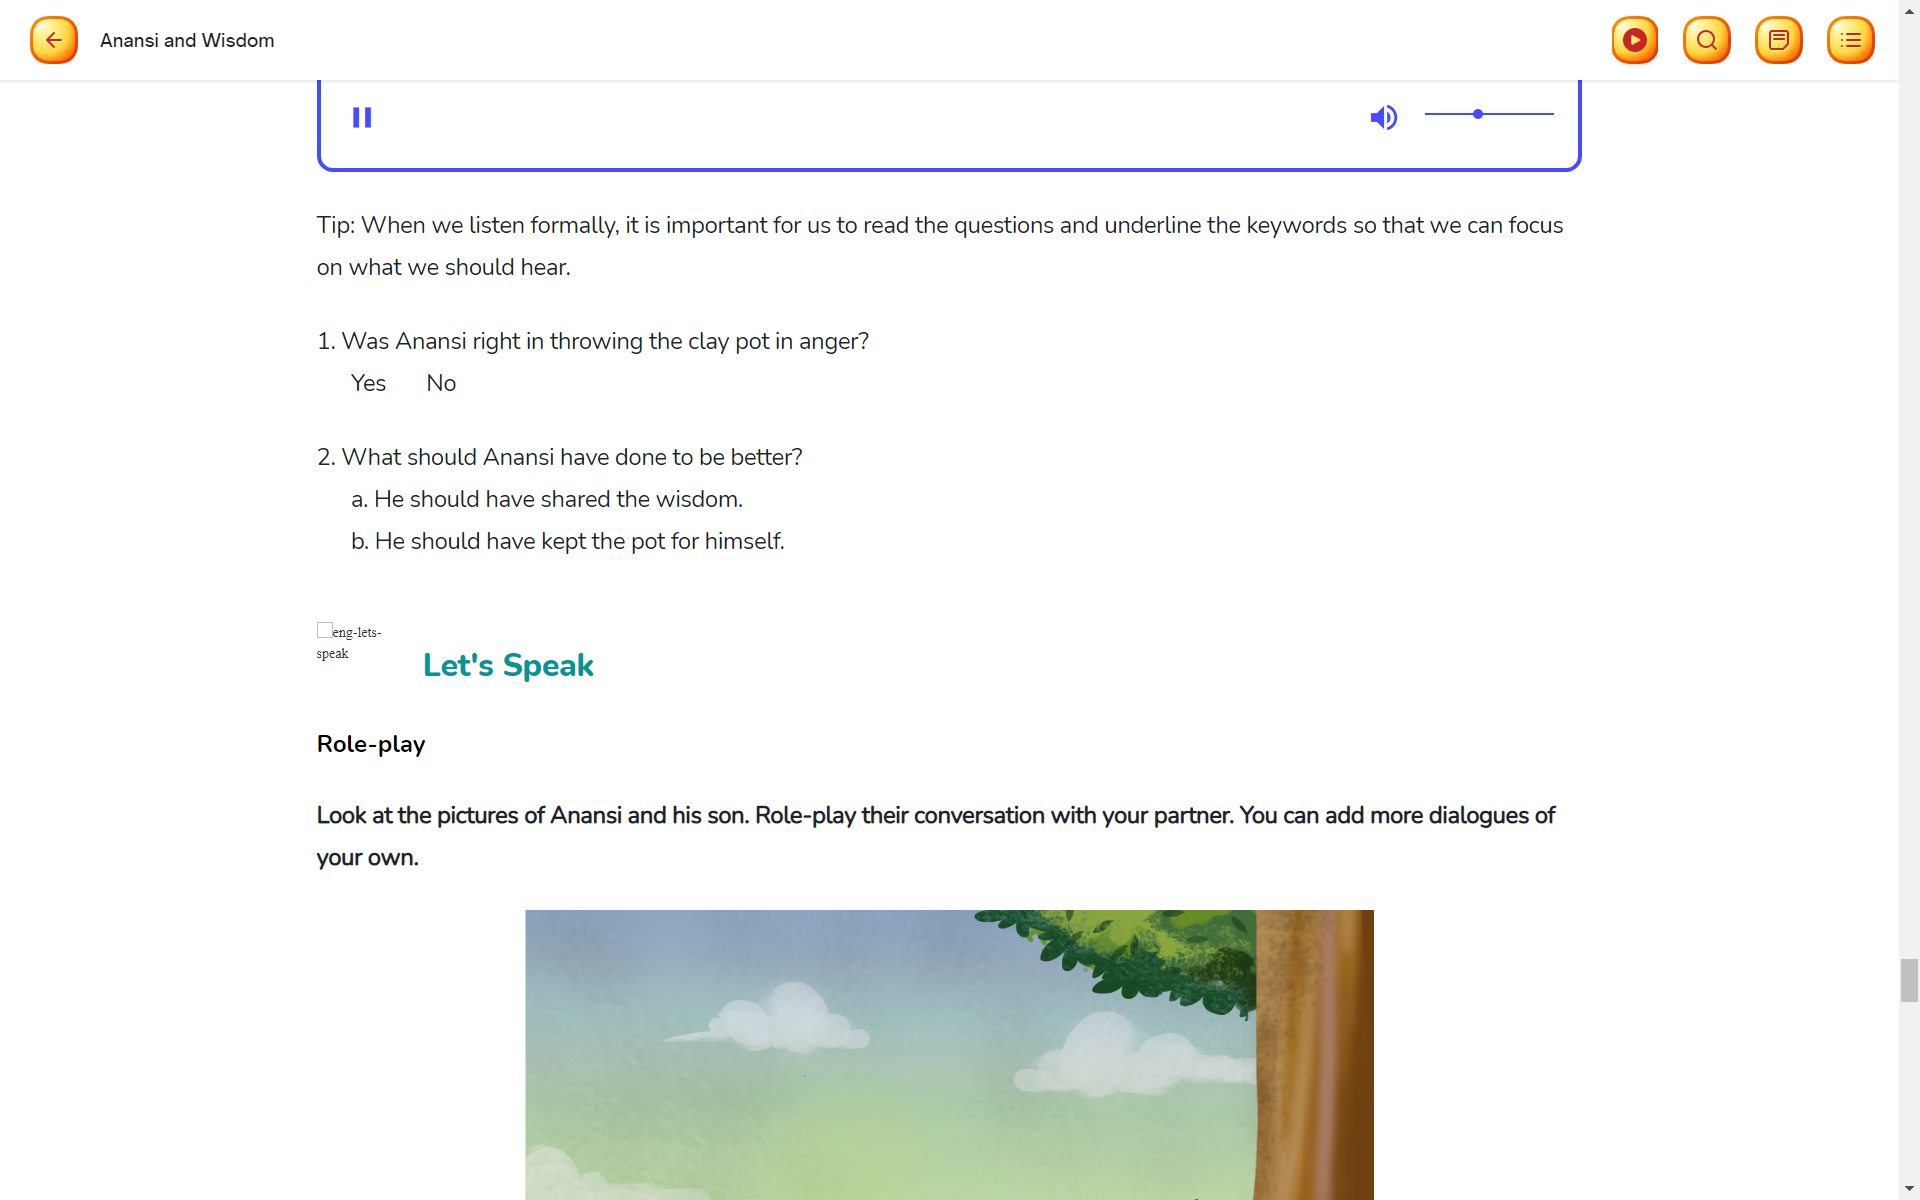 Anansi and Wisdom
Tip: When we listen formally, it is important for us to read the questions and underline the keywords so that we can focus
on what we should hear.
1. Was Anansi right in throwing the clay pot in anger?
Yes No
2. What should Anansi have done to be better?
a. He should have shared the wisdom.
b. He should have kept the pot for himself.
eng-lets-
speak
Let's Speak
Role-play
Look at the pictures of Anansi and his son. Role-play their conversation with your partner. You can add more dialogues of
your own.